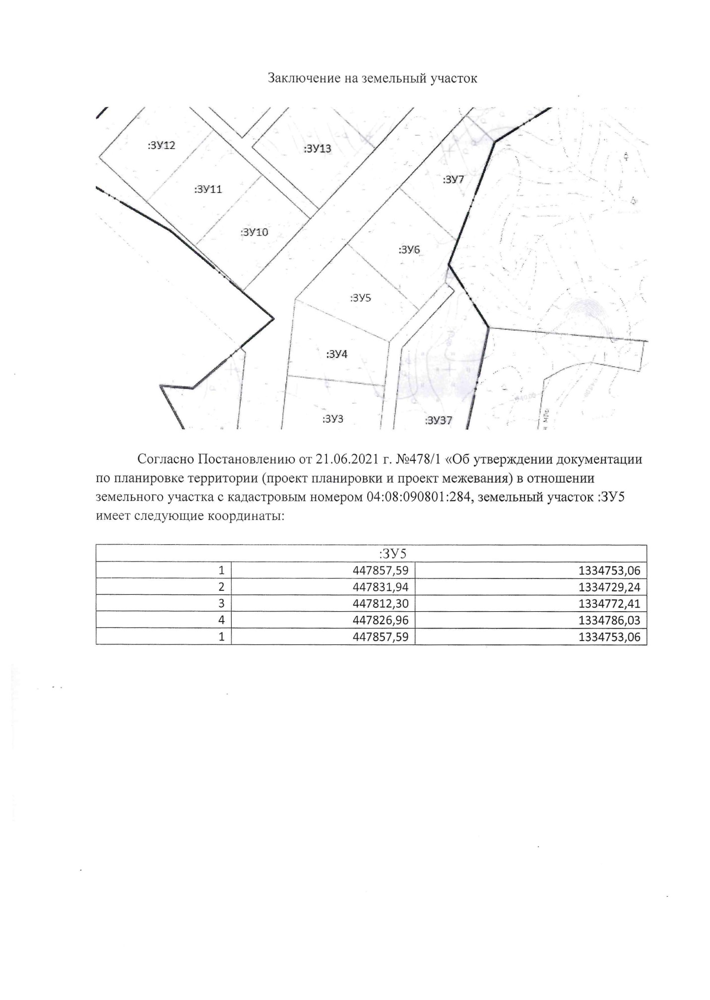 Заключение на земельный участок
:ЗУ12
:ЗУ13
:ЗУ11
:ЗУ7
:ЗУ10
:ЗУ6
:ЗУ5
:ЗУ4
:ЗУ3
:ЗУ37
Согласно Постановлению от 21.06.2021 г. №478/1 «Об утверждении документации
по планировке территории (проект планировки и проект межевания) в отношении
земельного участка с кадастровым номером 04:08:090801:284, земельный участок :ЗУ5
имеет следующие координаты:
:ЗУ5
1 447857,59 1334753,06
2 447831,94 1334729,24
3 447812,30 1334772,41
4 447826,96 1334786,03
1 447857,59 1334753,06